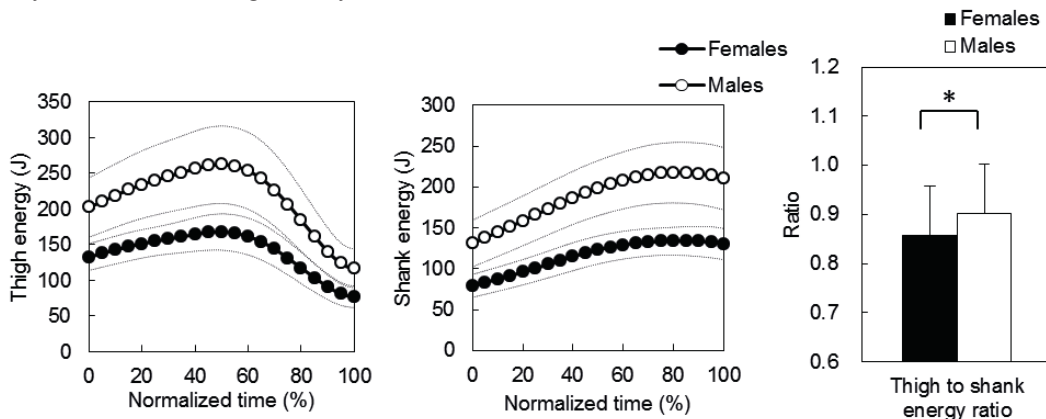 Females
Males
Females
Males
Thigh energy (J)
350
300
250
200
150
100
50
0
0 20 40 60 80 100
Normalized time (%)
Shank energy (J)
300
250
200
150
100
50
0
0 20 40 60 80 100
Normalized time (%)
Ratio
1.2
1.1
1.0
0.9
0.8
0.7
0.6
*
Thigh to shank
energy ratio